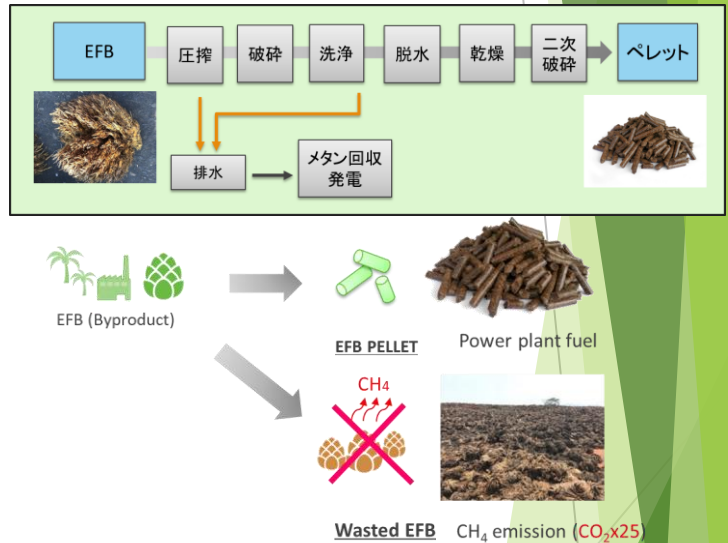 EFB
圧搾
破砕
洗浄
脱水
乾燥
二次
破砕
ペレット
排水
メタン回収
発電
EFB (Byproduct)
EFB PELLET
Power plant fuel
CH4
Wasted EFB
CH₄ emission (CO₂x25)